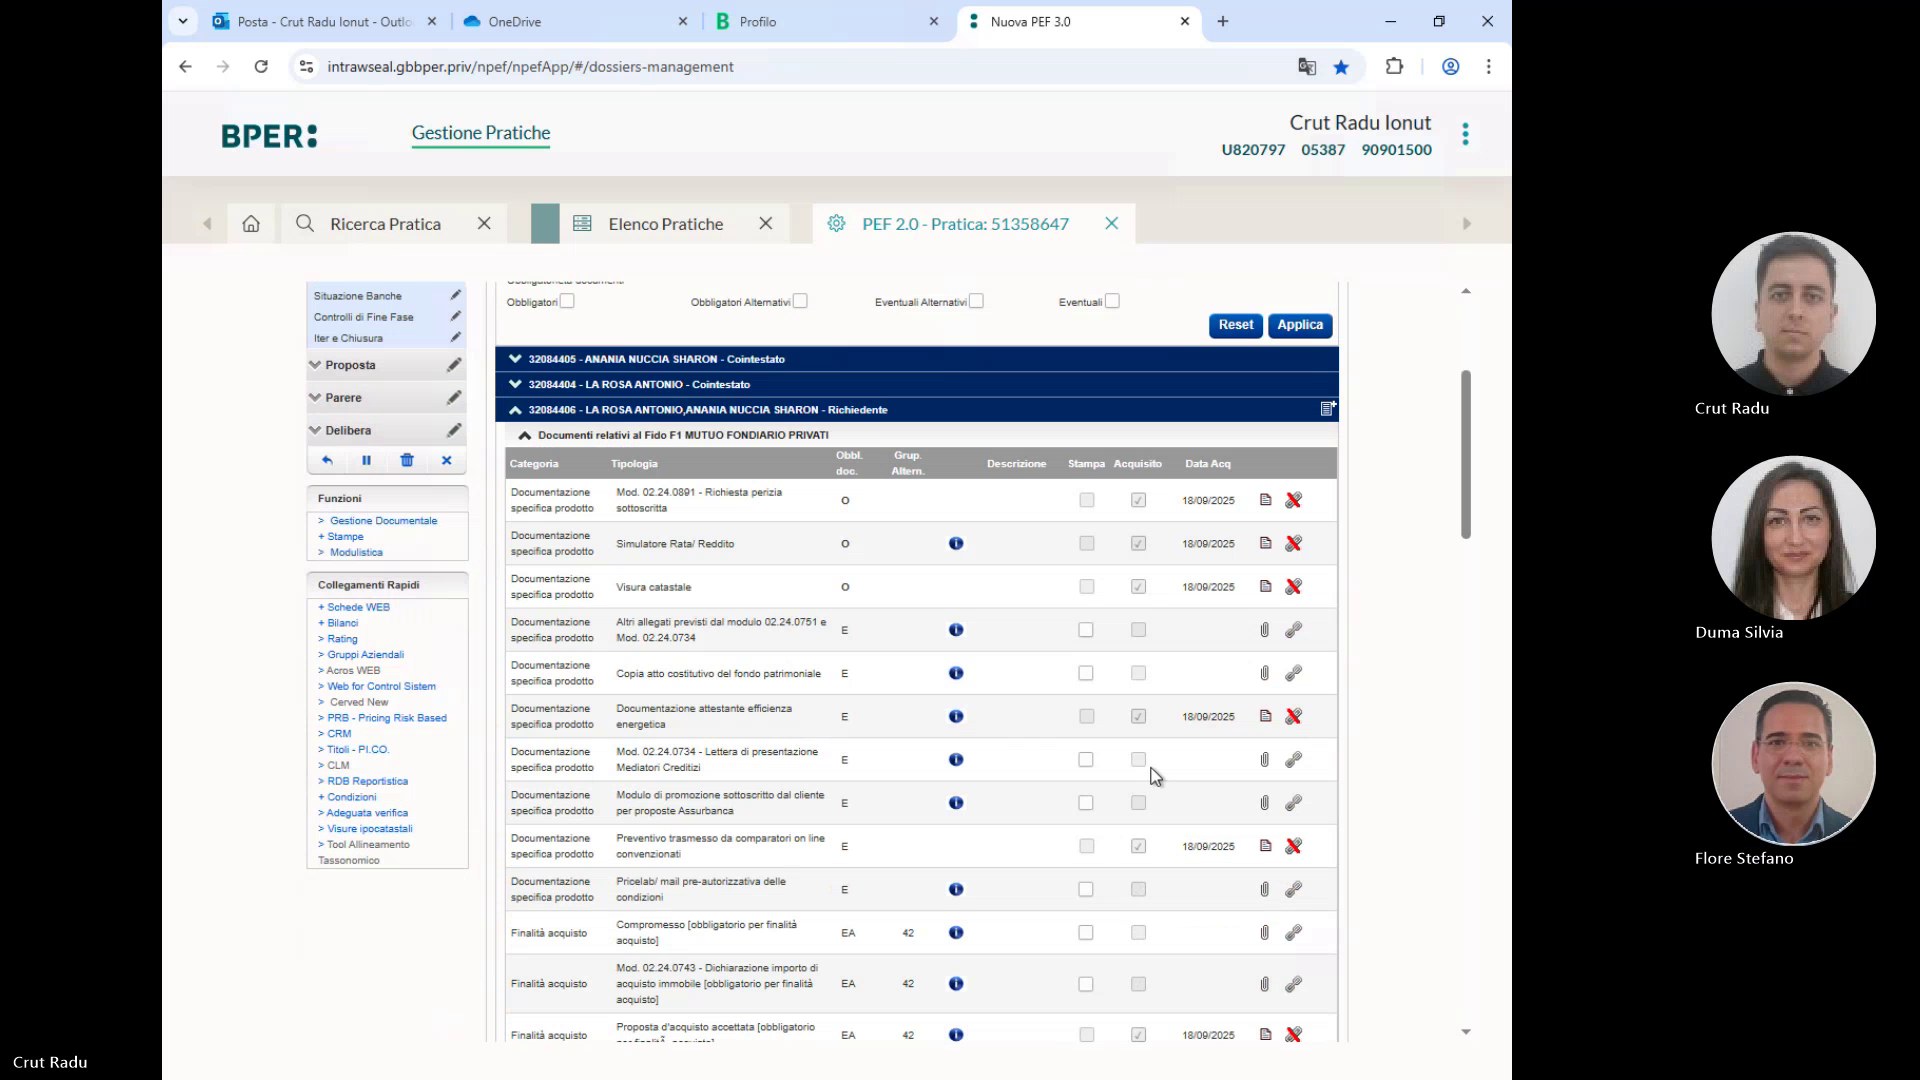 Posta - Crut Radu Ionut - Outlo
OneDrive
Profilo
Nuova PEF 3.0
intrawseal.gbbper.priv/npef/npefApp/#/dossiers-management
BPER:
Gestione Pratiche
Crut Radu Ionut
U820797 05387 90901500
Ricerca Pratica
Elenco Pratiche
PEF 2.0 - Pratica: 51358647
Situazione Banche
Controlli di Fine Fase
Iter e Chiusura
Proposta
Parere
Delibera
Funzioni
> Gestione Documentale
+ Stampe
> Modulistica
Collegamenti Rapidi
+ Schede WEB
+ Bilanci
> Rating
> Gruppi Aziendali
> Acros WEB
> Web for Control Sistem
> Cerved New
> PRB - Pricing Risk Based
> CRM
> Titoli - PI.CO.
> CLM
> RDB Reportistica
+ Condizioni
> Adeguata verifica
> Visure ipocatastali
> Tool Allineamento
Tassonomico
Obbligatori
Obbligatori Alternativi
Eventuali Alternativi
Eventuali
Reset
Applica
32084405 - ANANIA NUCCIA SHARON - Cointestato
32084404 - LA ROSA ANTONIO - Cointestato
32084406 - LA ROSA ANTONIO,ANANIA NUCCIA SHARON - Richiedente
Documenti relativi al Fido F1 MUTUO FONDIARIO PRIVATI
Categoria Tipologia Obbl. doc. Grup. Altern. Descrizione Stampa Acquisito Data Acq
Documentazione specifica prodotto Mod. 02.24.0891 - Richiesta perizia sottoscritta O 18/09/2025
Documentazione specifica prodotto Simulatore Rata/ Reddito O 18/09/2025
Documentazione specifica prodotto Visura catastale O 18/09/2025
Documentazione specifica prodotto Altri allegati previsti dal modulo 02.24.0751 e Mod. 02.24.0734 E
Documentazione specifica prodotto Copia atto costitutivo del fondo patrimoniale E
Documentazione specifica prodotto Documentazione attestante efficienza energetica E 18/09/2025
Documentazione specifica prodotto Mod. 02.24.0734 - Lettera di presentazione Mediatori Creditizi E
Documentazione specifica prodotto Modulo di promozione sottoscritto dal cliente per proposte Assurbanca E
Documentazione specifica prodotto Preventivo trasmesso da comparatori on line convenzionati E 18/09/2025
Documentazione specifica prodotto Pricelab/ mail pre-autorizzativa delle condizioni E
Finalità acquisto Compromesso [obbligatorio per finalità acquisto] EA 42
Finalità acquisto Mod. 02.24.0743 - Dichiarazione importo di acquisto immobile [obbligatorio per finalità acquisto] EA 42
Finalità acquisto Proposta d'acquisto accettata [obbligatorio EA 42 18/09/2025
Crut Radu
Duma Silvia
Flore Stefano
Crut Radu